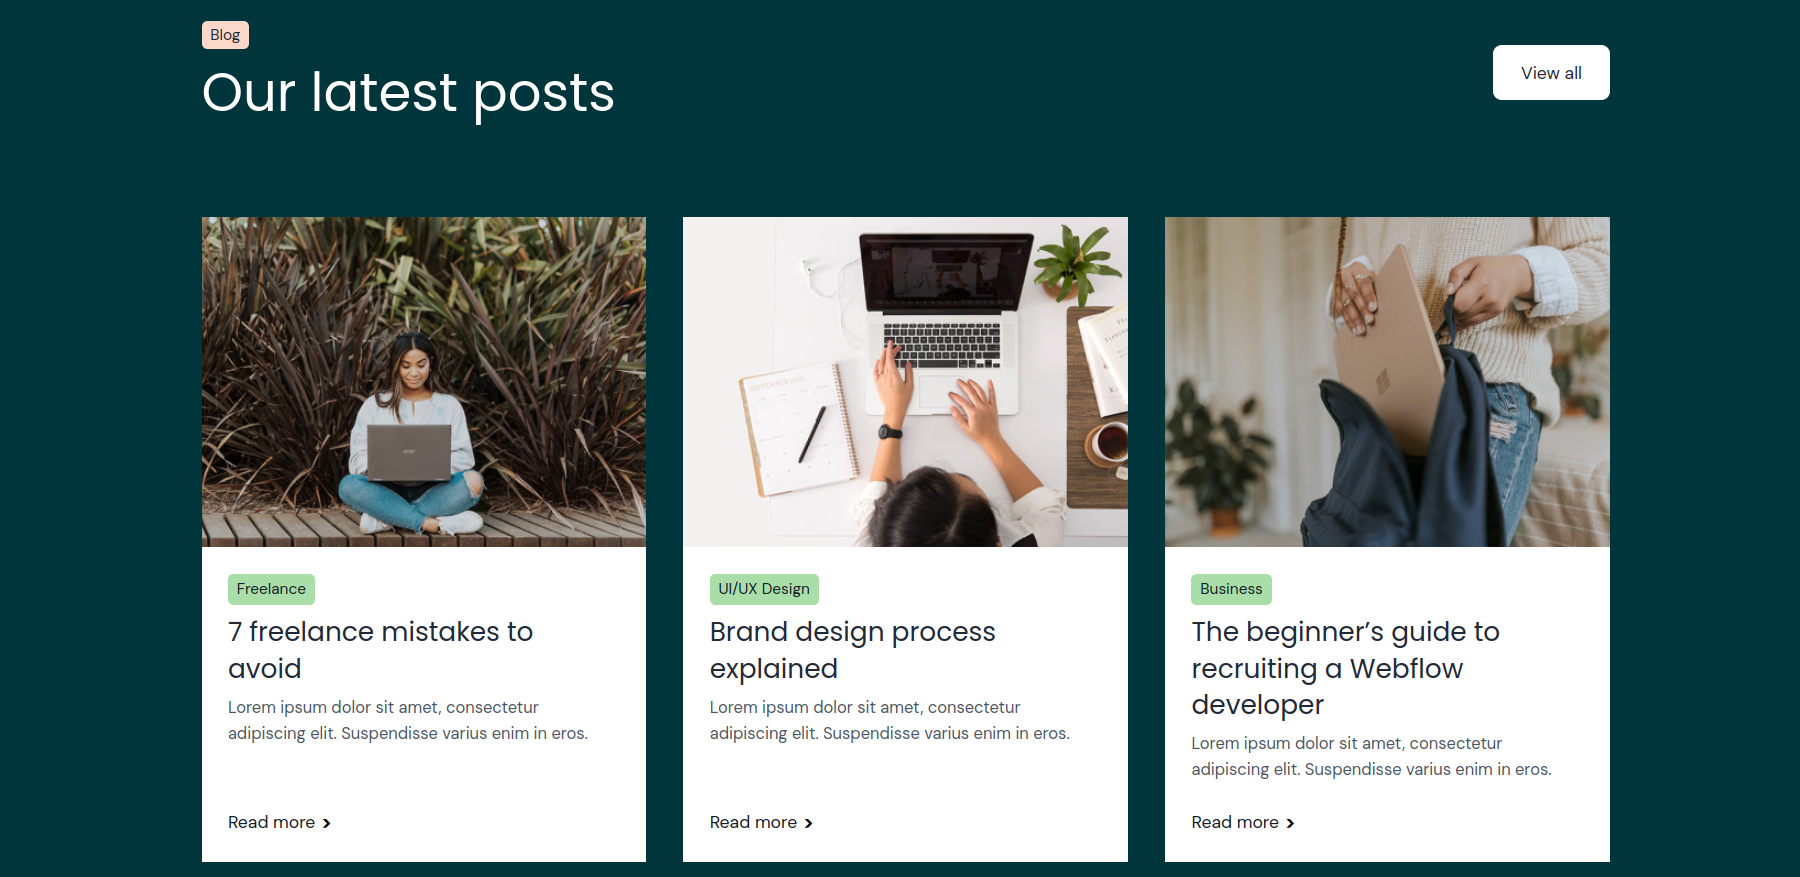 Blog
Our latest posts
View all
SEPTEMBER
acer
Freelance
7 freelance mistakes to
avoid
Lorem ipsum dolor sit amet, consectetur
adipiscing elit. Suspendisse varius enim in eros.
Read more
UI/UX Design
Brand design process
explained
Lorem ipsum dolor sit amet, consectetur
adipiscing elit. Suspendisse varius enim in eros.
Read more
Business
The beginner’s guide to
recruiting a Webflow
developer
Lorem ipsum dolor sit amet, consectetur
adipiscing elit. Suspendisse varius enim in eros.
Read more